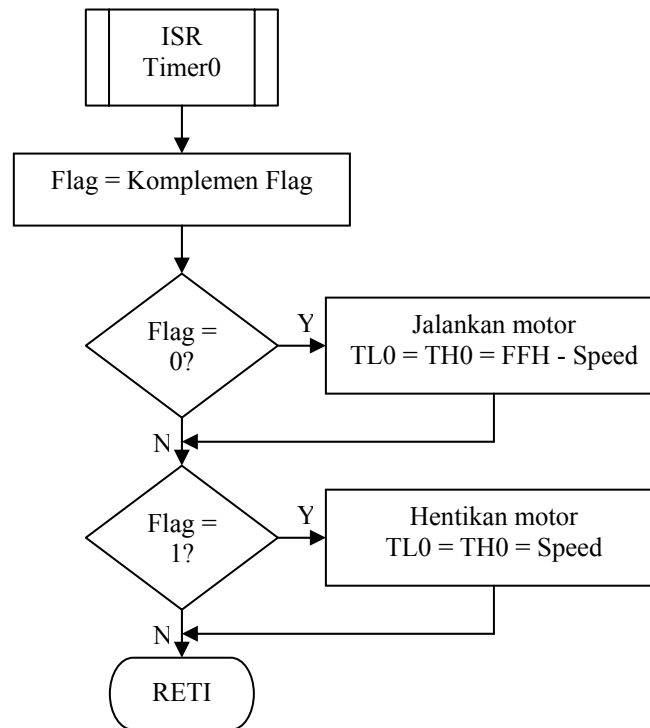 ISR
Timer0
Flag = Komplemen Flag
Flag =
0?
Y
Jalankan motor
TL0 = TH0 = FFH - Speed
N
Flag =
1?
Y
Hentikan motor
TL0 = TH0 = Speed
N
RETI